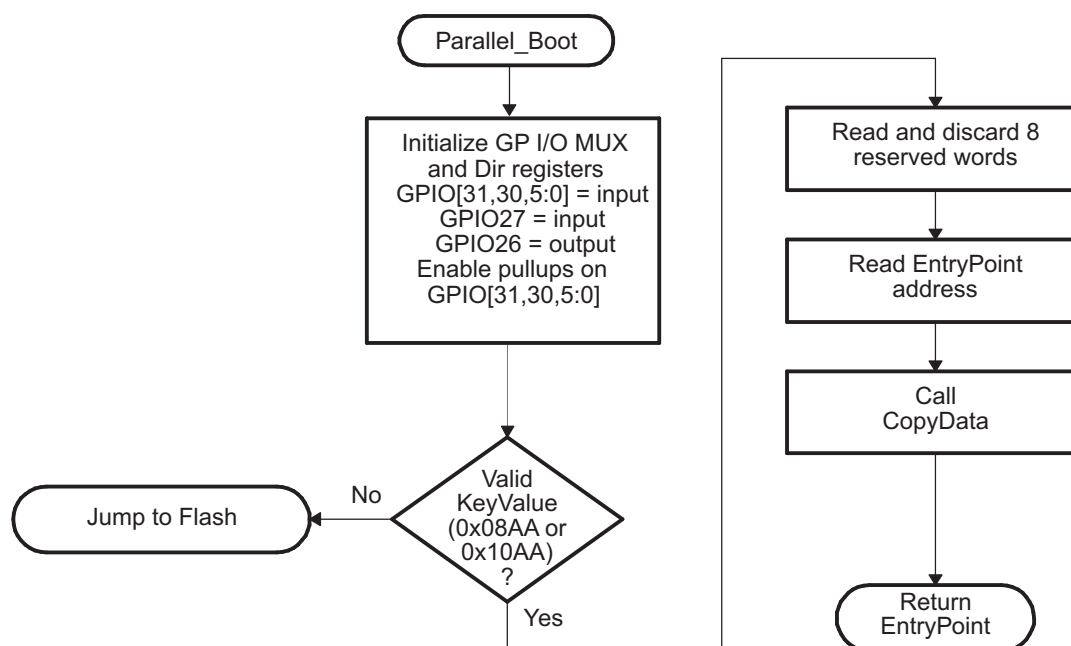 Parallel_Boot
Initialize GP I/O MUX
and Dir registers
GPIO[31,30,5:0] = input
GPIO27 = input
GPIO26 = output
Enable pullups on
GPIO[31,30,5:0]
Valid
KeyValue
(0x08AA or
0x10AA)
?
No
Jump to Flash
Yes
Read and discard 8
reserved words
Read EntryPoint
address
Call
CopyData
Return
EntryPoint